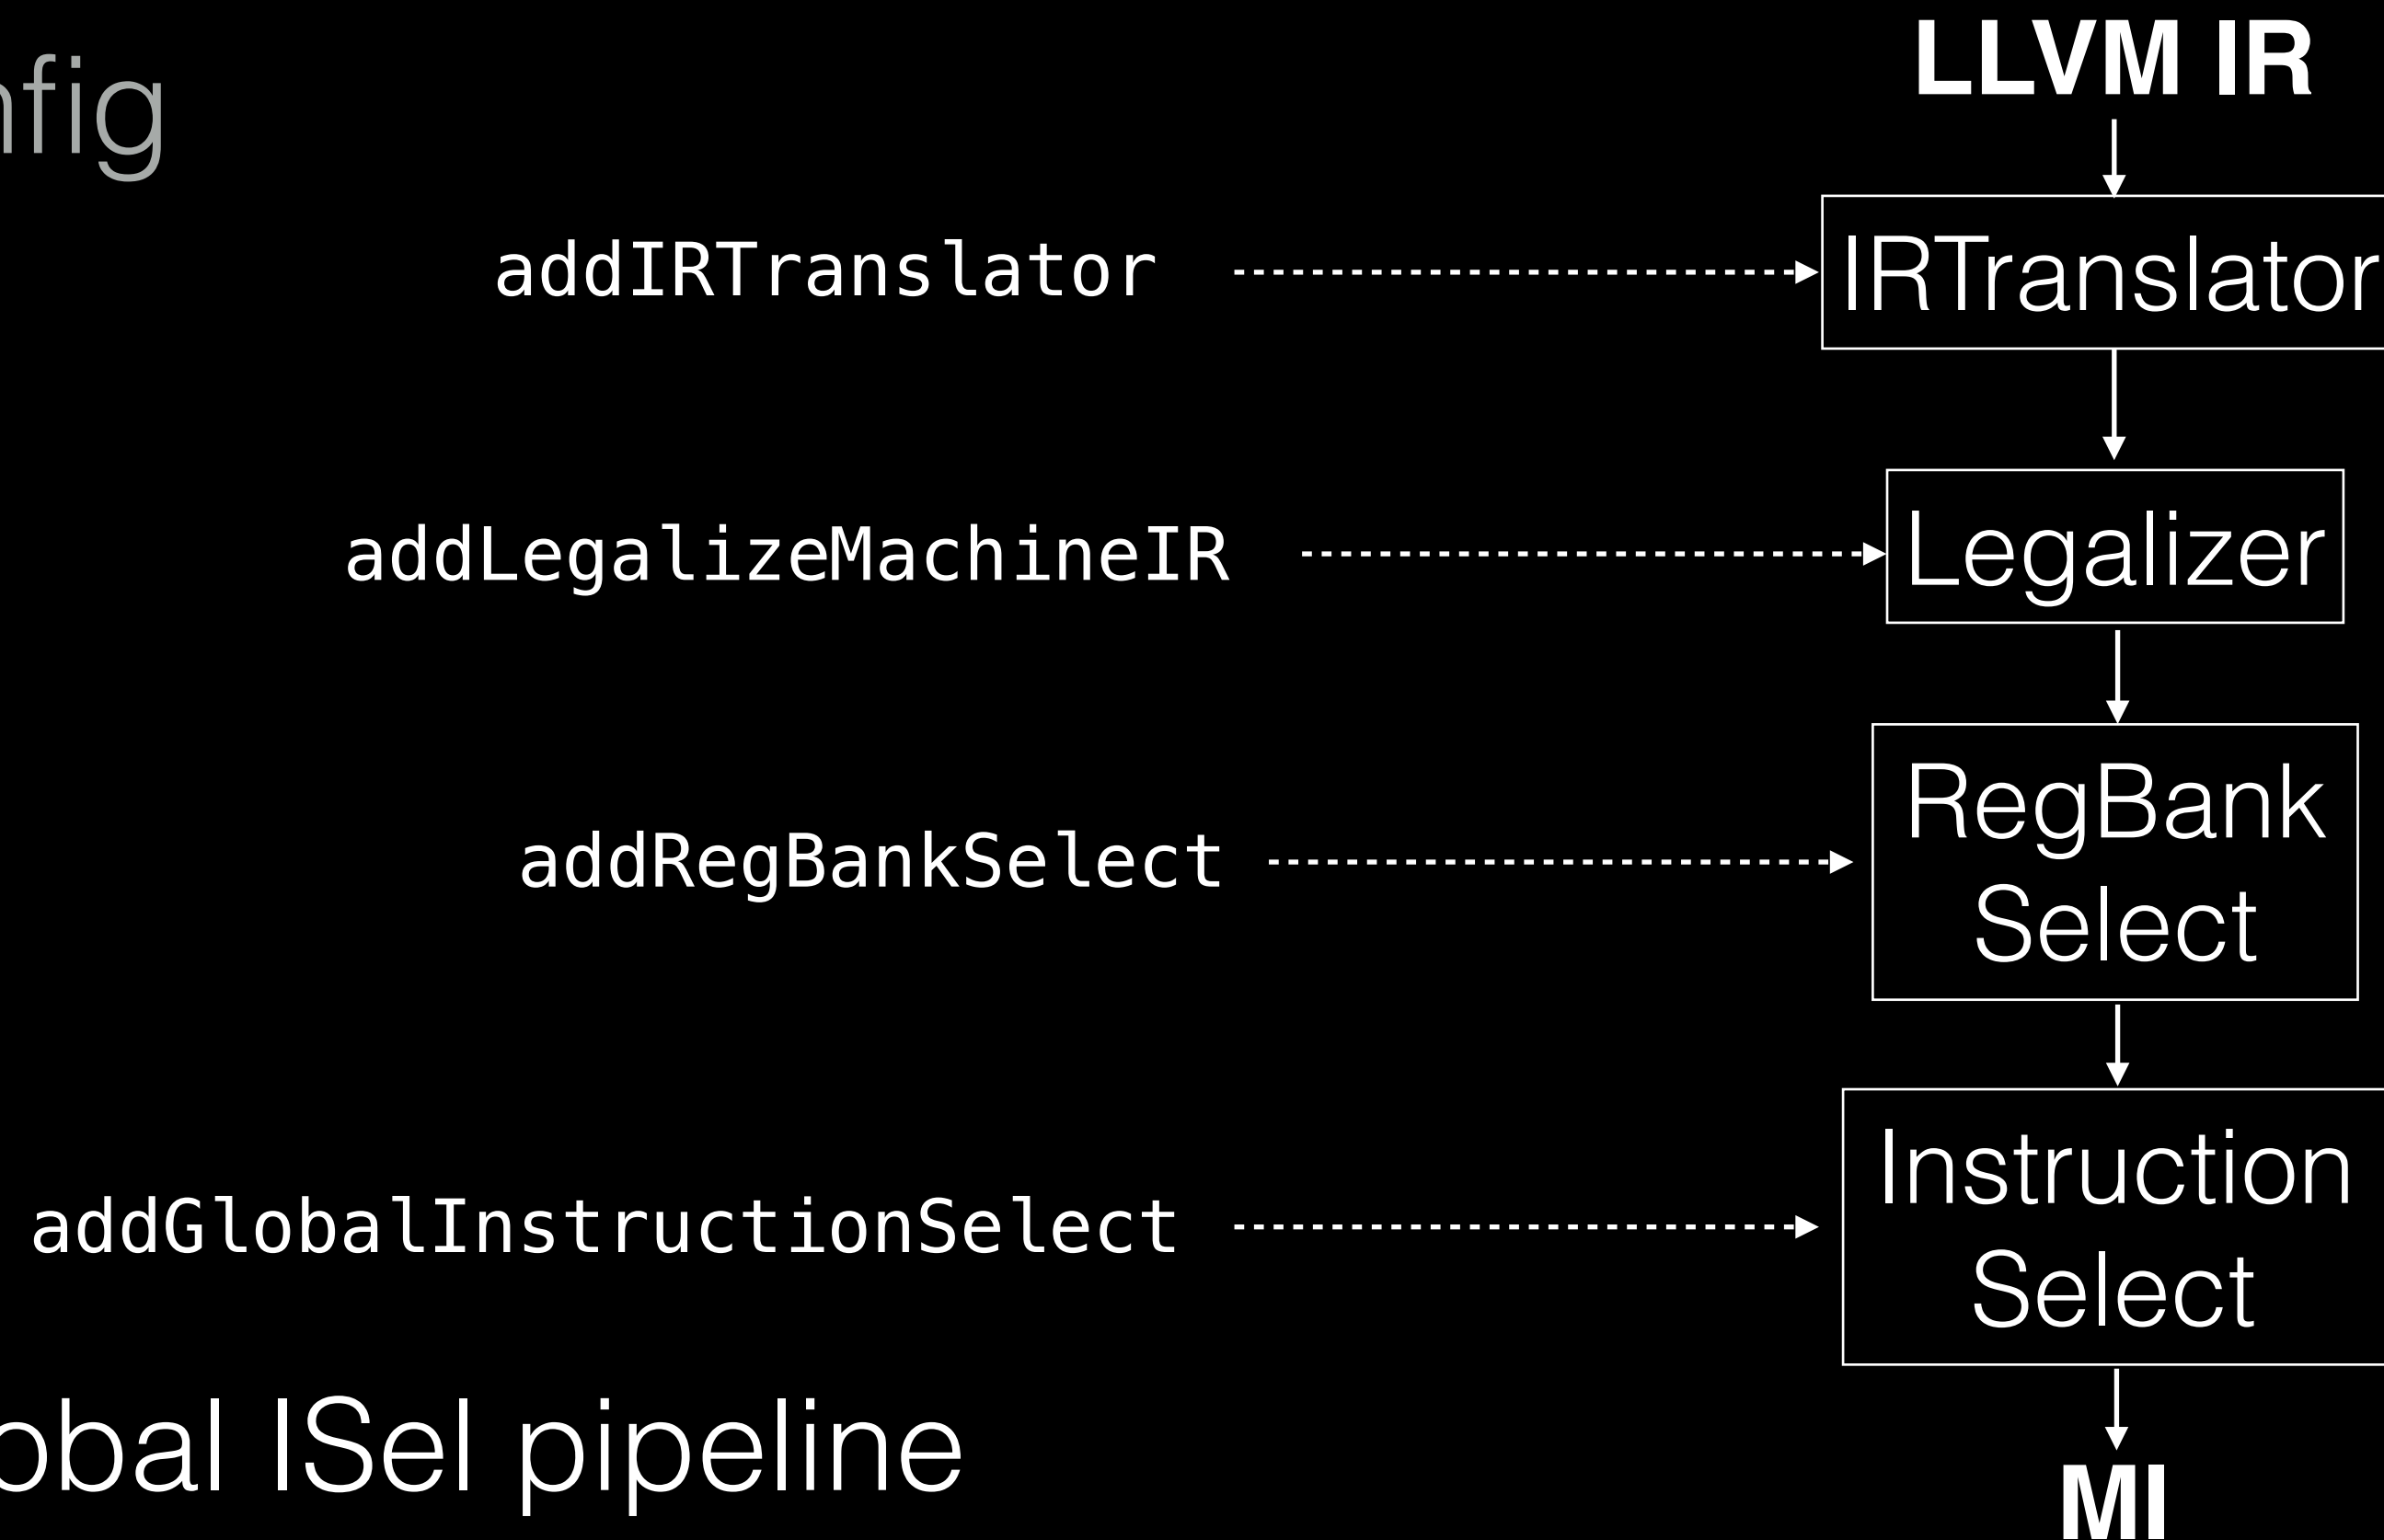 nfig
LLVM IR
addIRTranslator
IRTranslator
addLegalizeMachineIR
Legalizer
addRegBankSelect
RegBank
Select
addGlobalInstructionSelect
Instruction
Select
obal ISel pipeline
MI